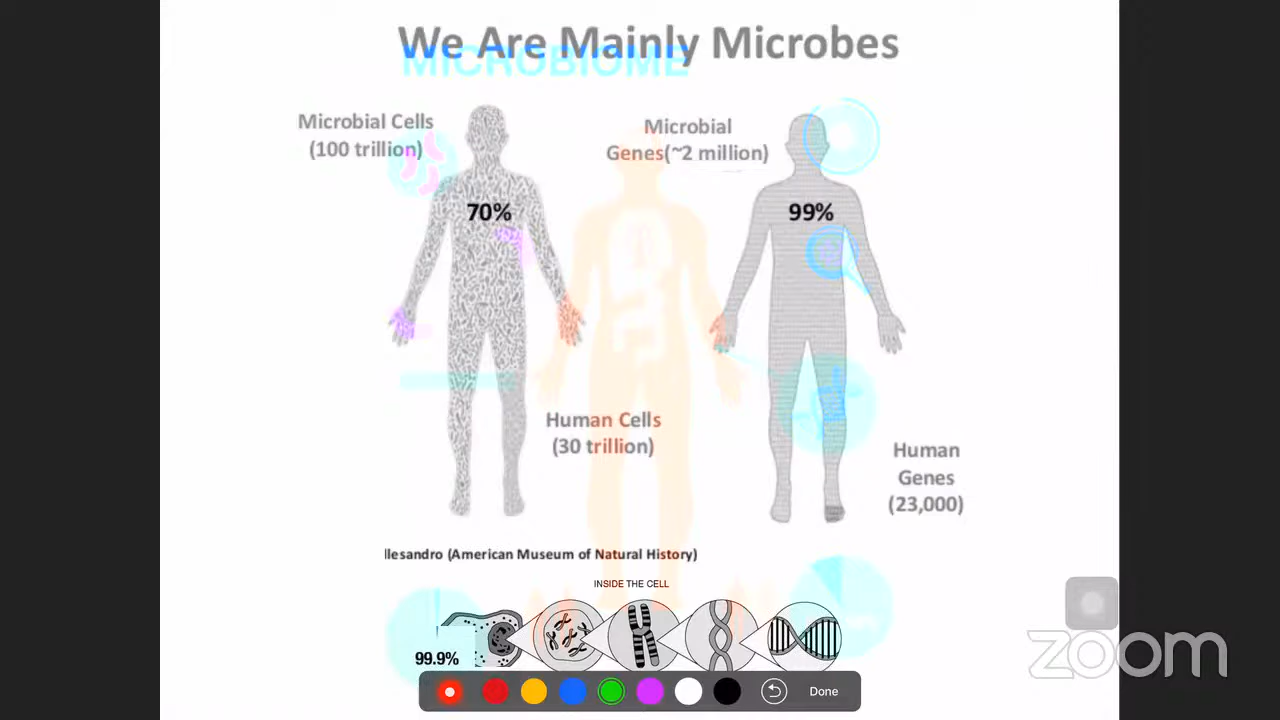 We Are Mainly Microbes
MICROBIOME
Microbial Cells
(100 trillion)
Microbial
Genes(~2 million)
70%
99%
Human Cells
(30 trillion)
Human
Genes
(23,000)
llesandro (American Museum of Natural History)
INSIDE THE CELL
99.9%
Done
zoom